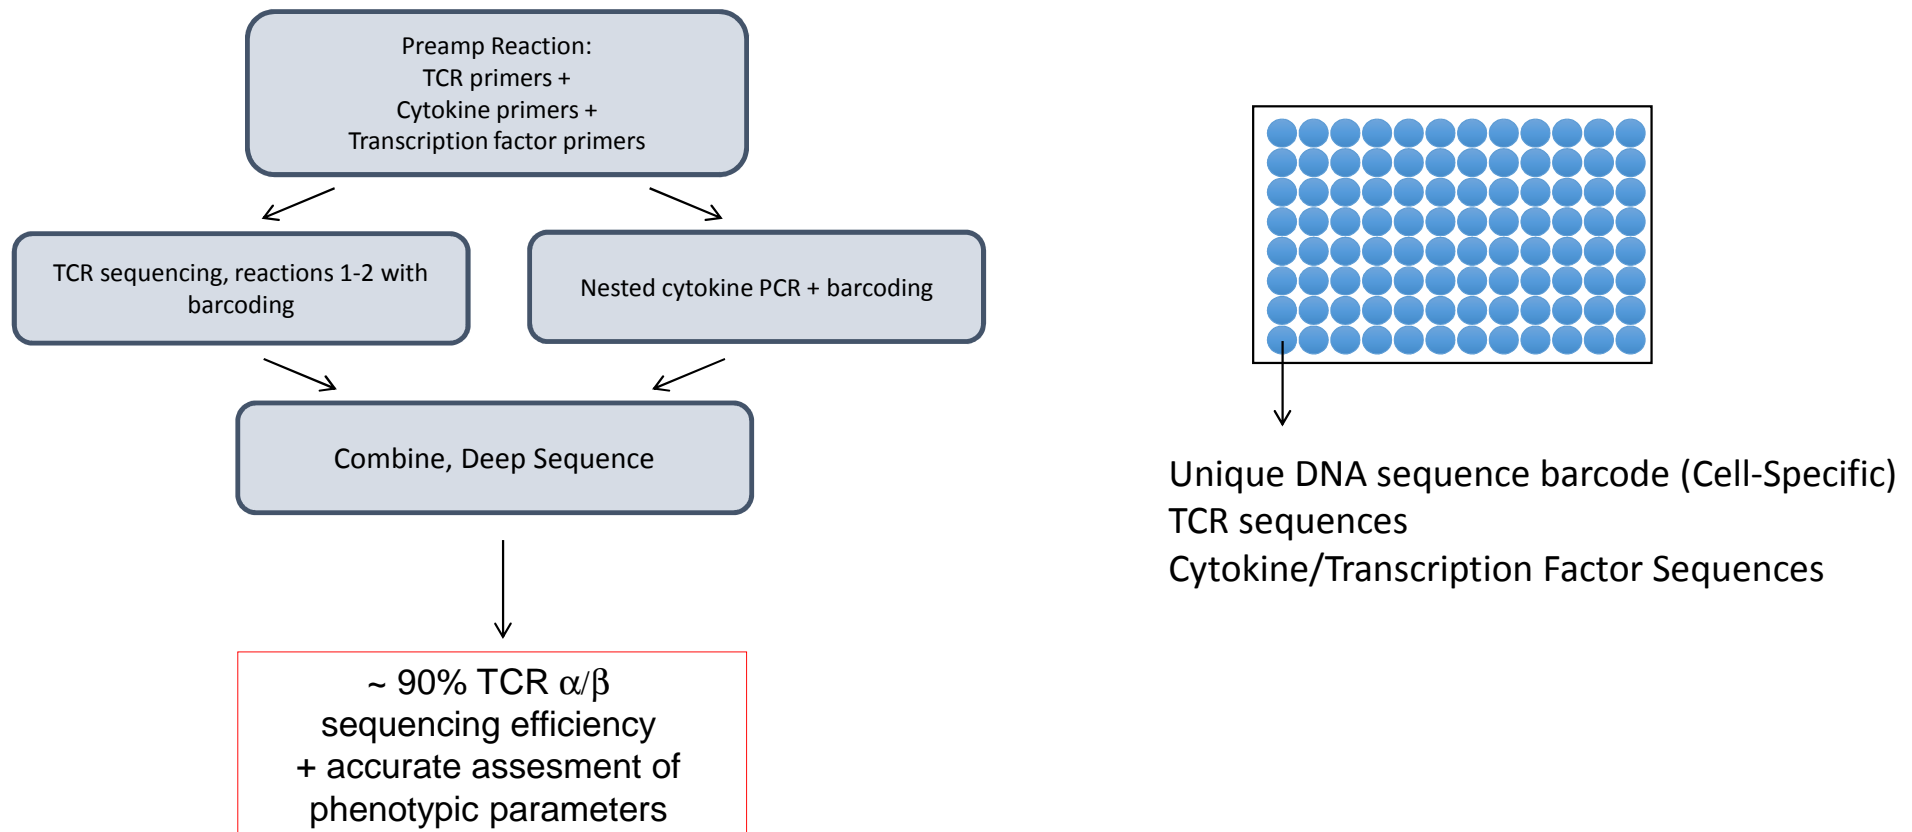 Preamp Reaction:
TCR primers +
Cytokine primers +
Transcription factor primers
TCR sequencing, reactions 1-2 with
barcoding
Nested cytokine PCR + barcoding
Combine, Deep Sequence
~ 90% TCR α/β
sequencing efficiency
+ accurate assesment of
phenotypic parameters
Unique DNA sequence barcode (Cell-Specific)
TCR sequences
Cytokine/Transcription Factor Sequences